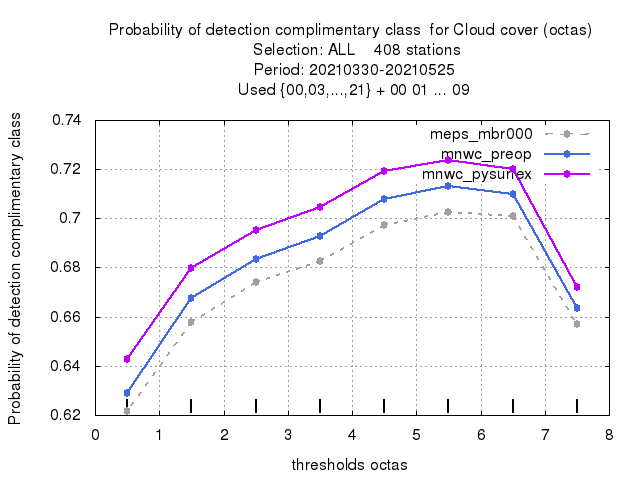 Probability of detection complimentary class  for Cloud cover (octas)
Selection: ALL    408 stations
Period: 20210330-20210525
Used {00,03,...,21} + 00 01 ... 09
Probability of detection complimentary class
0.74
0.72
0.7
0.68
0.66
0.64
0.62
meps_mbr000
mnwc_preop
mnwc_pysurfex
0 1 2 3 4 5 6 7 8
thresholds octas